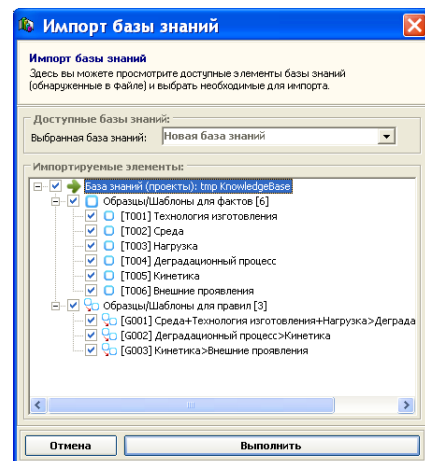 Импорт базы знаний
Импорт базы знаний
Здесь вы можете просмотрите доступные элементы базы знаний
(обнаруженные в файле) и выбрать необходимые для импорта.
Доступные базы знаний:
Выбранная база знаний: Новая база знаний
Импортируемые элементы:
База знаний (проекты): tmp KnowledgeBase
Образцы/Шаблоны для фактов [6]
[T001] Технология изготовления
[T002] Среда
[T003] Нагрузка
[T004] Деградационный процесс
[T005] Кинетика
[T006] Внешние проявления
Образцы/Шаблоны для правил [3]
[G001] Среда+Технология изготовления+Нагрузка>Деграда
[G002] Деградационный процесс>Кинетика
[G003] Кинетика>Внешние проявления
Отмена Выполнить